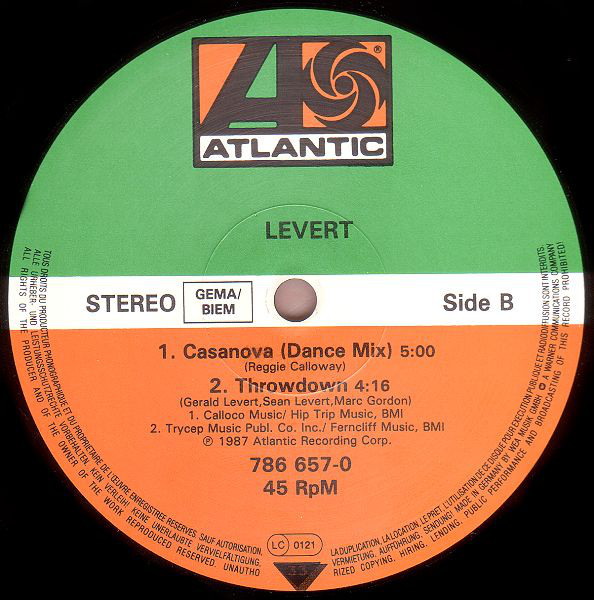 ATLANTIC
®
LEVERT
STEREO
GEMA/
BIEM
Side B
1. Casanova (Dance Mix) 5:00
(Reggie Calloway)
2. Throwdown 4:16
(Gerald Levert,Sean Levert,Marc Gordon)
1. Calloco Music/ Hip Trip Music, BMI
2. Trycep Music Publ. Co. Inc./ Ferncliff Music, BMI
℗ 1987 Atlantic Recording Corp.
786 657-0
45 RpM
LC 0121
33
TOUS DROITS DU PRODUCTEUR PHONOGRAPHIQUE ET DU PROPRIETAIRE DE L'ŒUVRE ENREGISTREE RESERVES. SAUF AUTORISATION,
LA DUPLICATION, LA LOCATION, LE PRET, L'UTILISATION DE CE DISQUE POUR EXECUTION PUBLIQUE ET RADIODIFFUSION SONT INTERDITS.
ALLE URHEBER- UND LEISTUNGSSCHUTZRECHTE VORBEHALTEN. KEIN VERLEIH! KEINE UNERLAUBTE VERVIELFÄLTIGUNG,
VERMIETUNG, AUFFÜHRUNG, SENDUNG! MADE IN GERMANY BY WEA MUSIK GMBH A WARNER COMMUNICATIONS COMPANY
ALL RIGHTS OF THE PRODUCER AND OF THE OWNER OF THE WORK REPRODUCED RESERVED. UNAUTHO
RIZED COPYING, HIRING, LENDING, PUBLIC PERFORMANCE AND BROADCASTING OF THIS RECORD PROHIBITED!